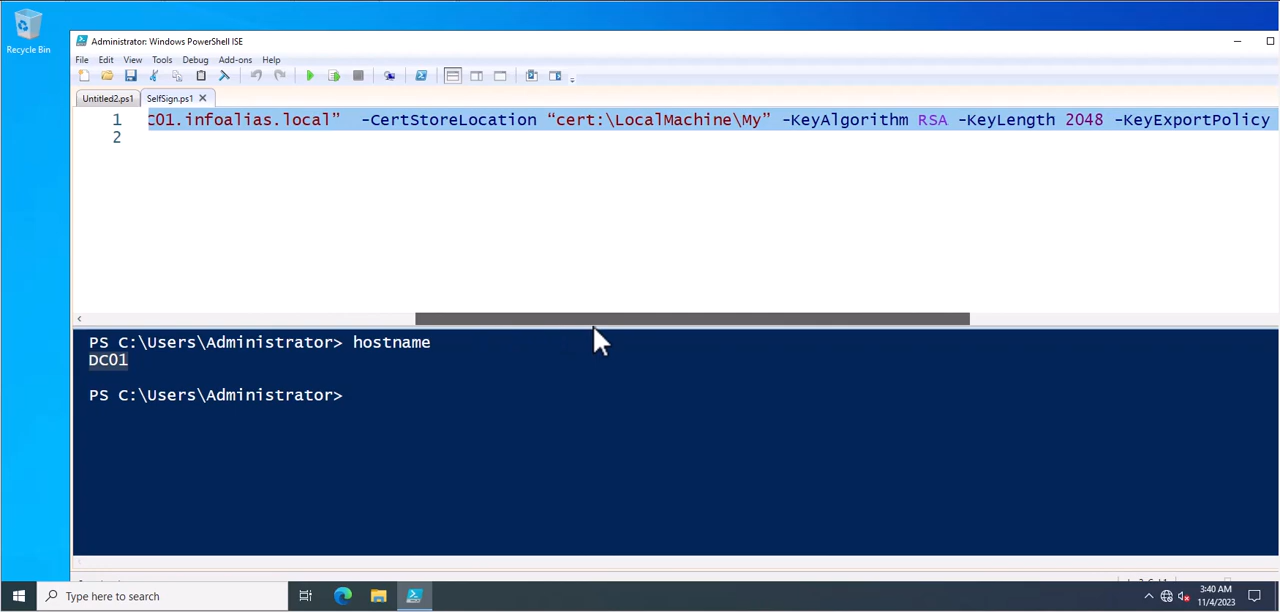 Recycle Bin
Administrator: Windows PowerShell ISE
File Edit View Tools Debug Add-ons Help
Untitled2.ps1 SelfSign.ps1
1 C01.infoalias.local” -CertStoreLocation “cert:\LocalMachine\My” -KeyAlgorithm RSA -KeyLength 2048 -KeyExportPolicy
2
PS C:\Users\Administrator> hostname
DC01
PS C:\Users\Administrator>
Type here to search
3:40 AM
11/4/2023